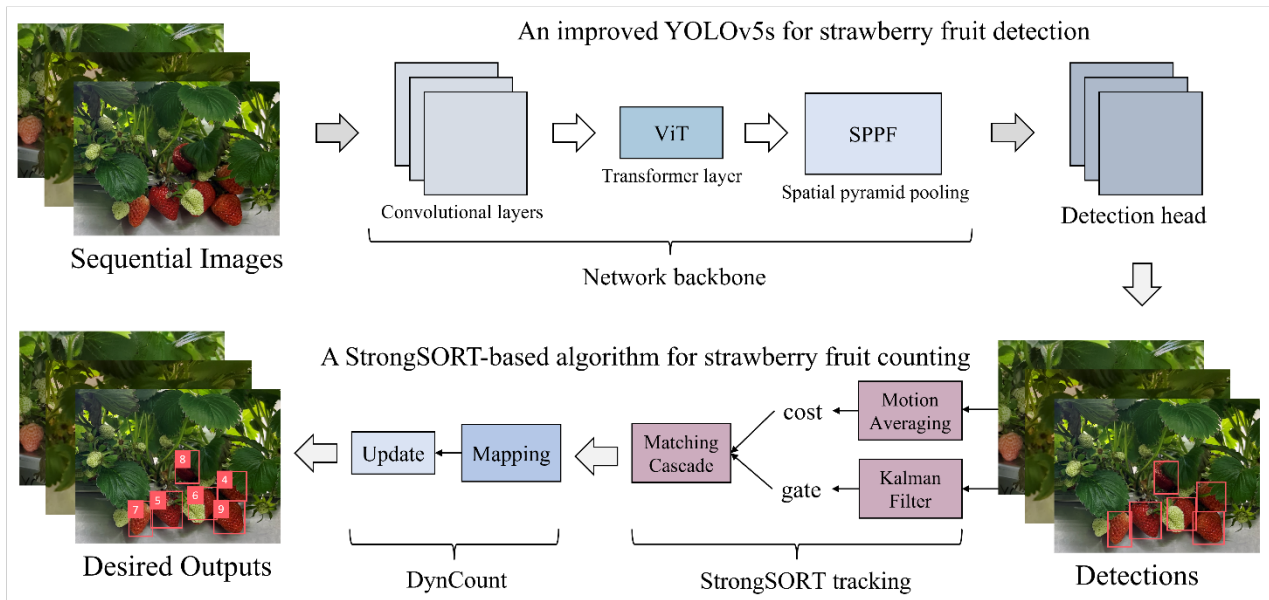 An improved YOLOv5s for strawberry fruit detection
ViT
SPPF
Transformer layer
Spatial pyramid pooling
Convolutional layers
Detection head
Sequential Images
Network backbone
A StrongSORT-based algorithm for strawberry fruit counting
Motion
Averaging
cost
Matching
Cascade
Mapping
Update
gate
Kalman
Filter
8
4
5
6
7
9
Desired Outputs
DynCount
StrongSORT tracking
Detections